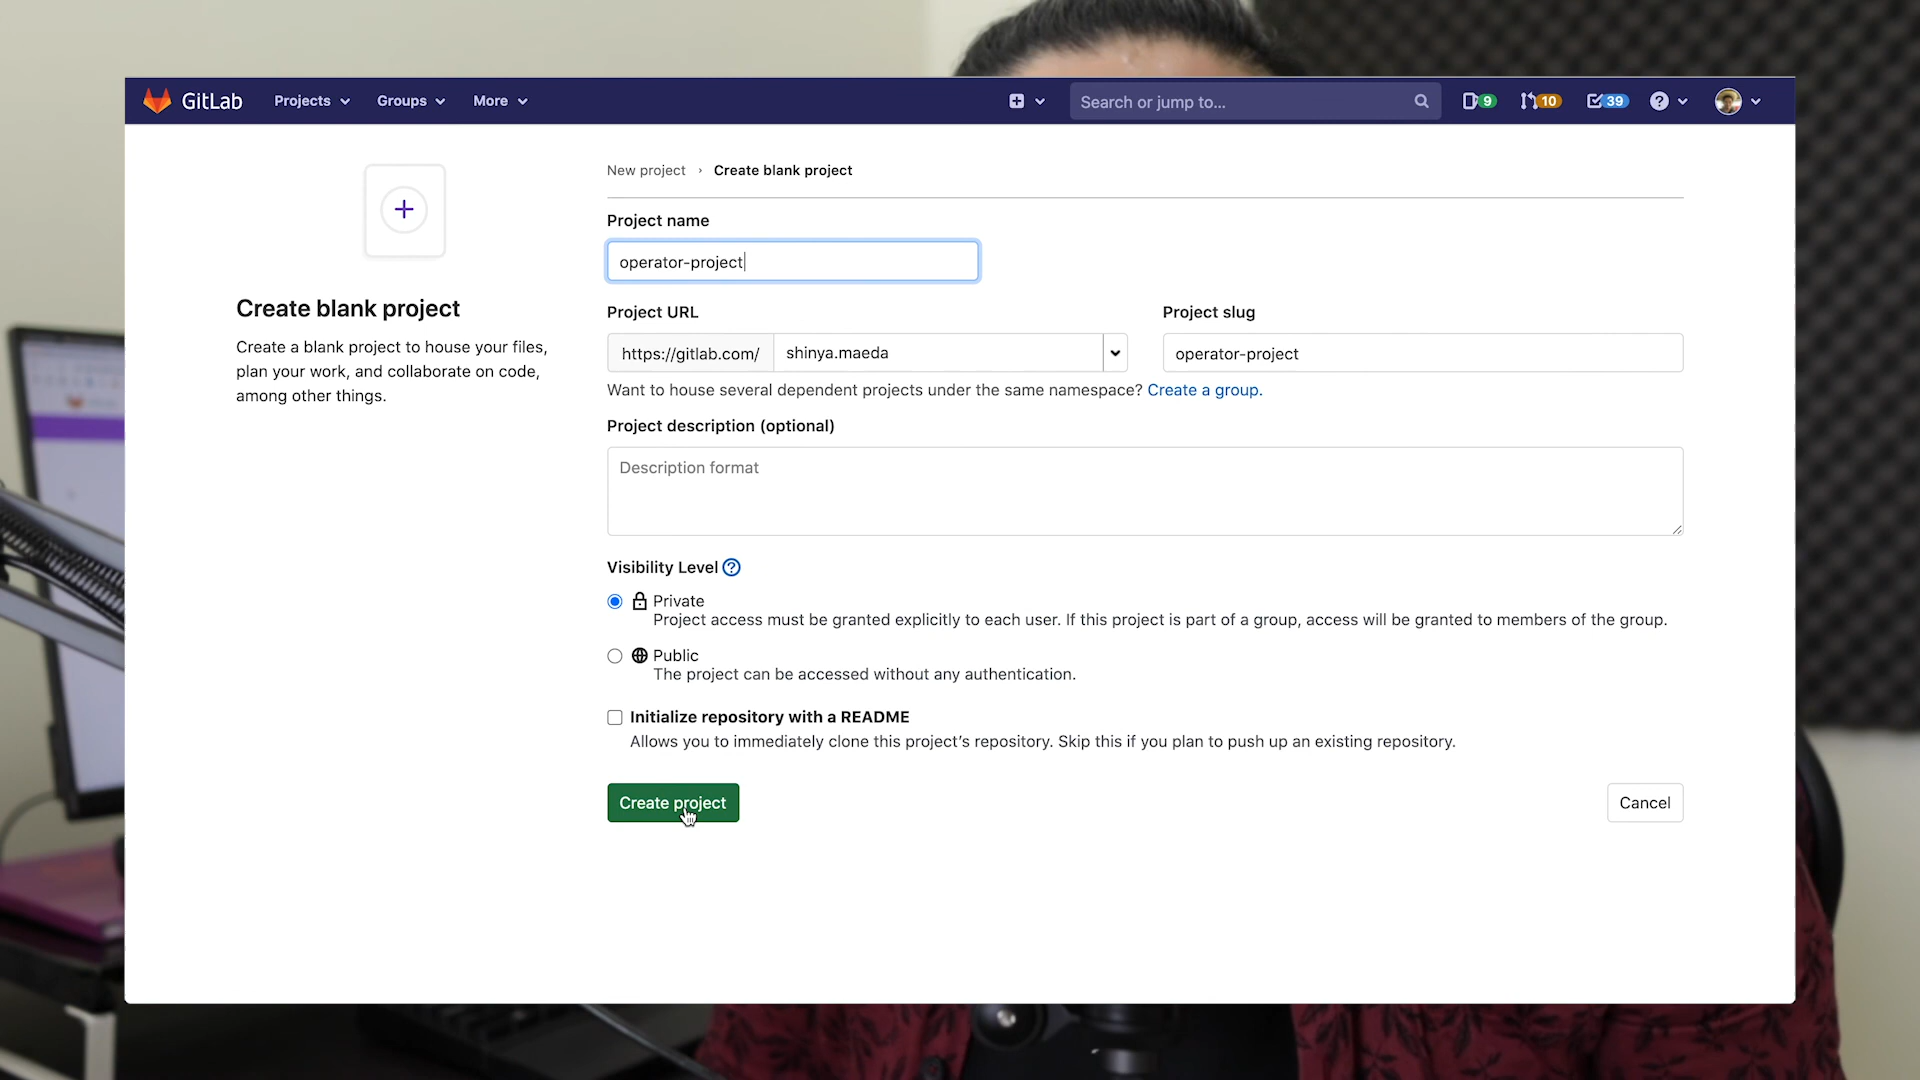 GitLab Projects Groups More Search or jump to... 9 10 39
New project › Create blank project
Project name
operator-project
Create blank project
Create a blank project to house your files,
plan your work, and collaborate on code,
among other things.
Project URL Project slug
https://gitlab.com/ shinya.maeda operator-project
Want to house several dependent projects under the same namespace? Create a group.
Project description (optional)
Description format
Visibility Level
Private
Project access must be granted explicitly to each user. If this project is part of a group, access will be granted to members of the group.
Public
The project can be accessed without any authentication.
Initialize repository with a README
Allows you to immediately clone this project's repository. Skip this if you plan to push up an existing repository.
Create project Cancel